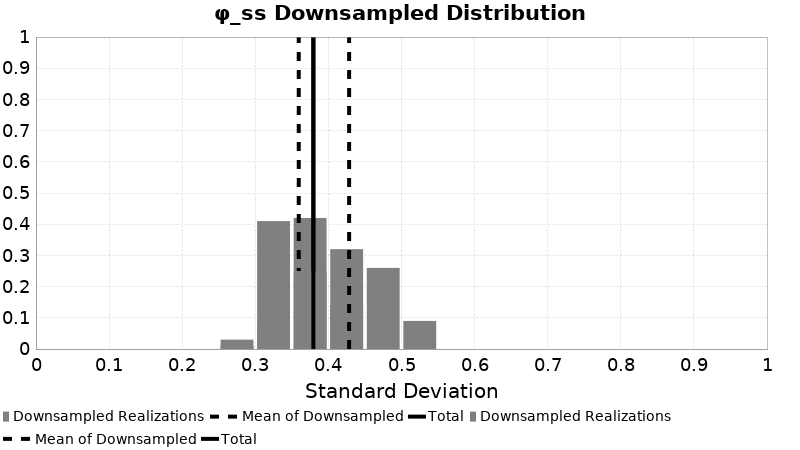 φ_ss Downsampled Distribution
1
0.9
0.8
0.7
0.6
0.5
0.4
0.3
0.2
0.1
0
0 0.1 0.2 0.3 0.4 0.5 0.6 0.7 0.8 0.9 1
Standard Deviation
Downsampled Realizations Mean of Downsampled Total Downsampled Realizations
Mean of Downsampled Total